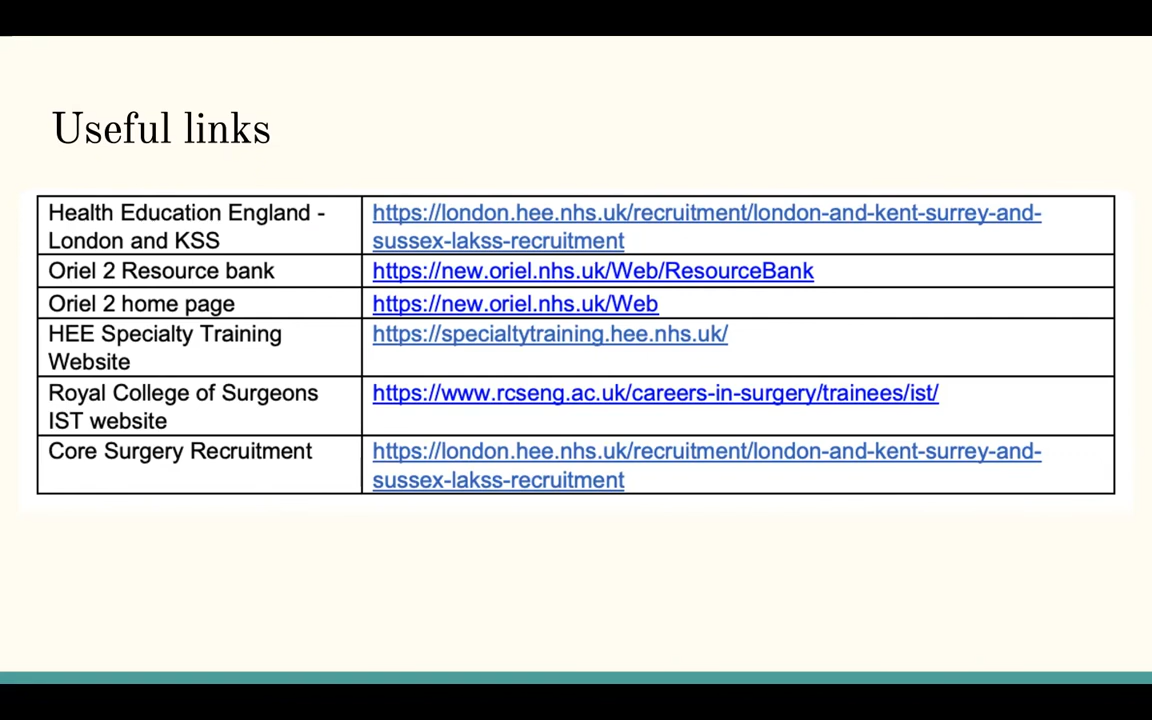 Useful links
Health Education England -
London and KSS
https://london.hee.nhs.uk/recruitment/london-and-kent-surrey-and-
sussex-lakss-recruitment
Oriel 2 Resource bank
https://new.oriel.nhs.uk/Web/ResourceBank
Oriel 2 home page
https://new.oriel.nhs.uk/Web
HEE Specialty Training
Website
https://specialtytraining.hee.nhs.uk/
Royal College of Surgeons
IST website
https://www.rcseng.ac.uk/careers-in-surgery/trainees/ist/
Core Surgery Recruitment
https://london.hee.nhs.uk/recruitment/london-and-kent-surrey-and-
sussex-lakss-recruitment